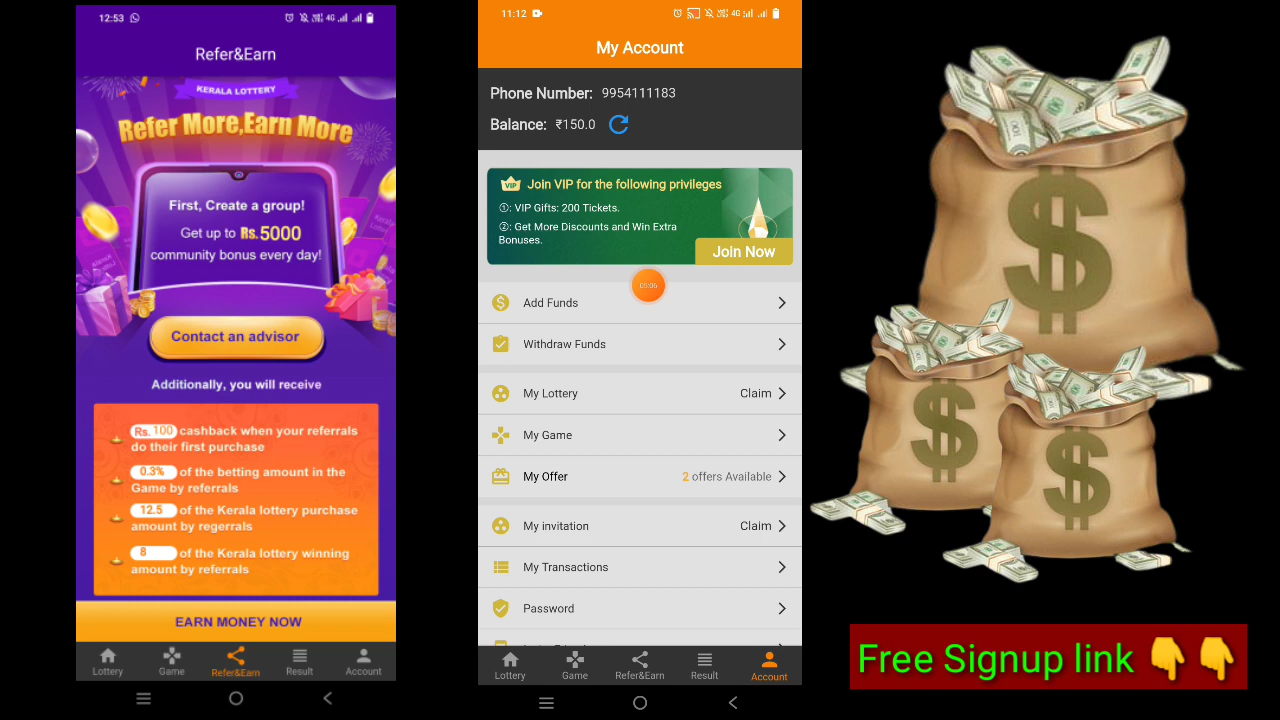 12:53
4G
Refer&Earn
KERALA LOTTERY
Refer More,Earn More
First, Create a group!
Get up to Rs.5000
community bonus every day!
Contact an advisor
Additionally, you will receive
Rs. 100 cashback when your referrals
do their first purchase
0.3% of the betting amount in the
Game by referrals
12.5 of the Kerala lottery purchase
amount by regerrals
8 of the Kerala lottery winning
amount by referrals
EARN MONEY NOW
Lottery
Game
Refer&Earn
Result
Account
11:12
4G
My Account
Phone Number: 9954111183
Balance: ₹150.0
VIP Join VIP for the following privileges
①: VIP Gifts: 200 Tickets.
②: Get More Discounts and Win Extra
Bonuses.
Join Now
05:06
Add Funds
Withdraw Funds
My Lottery Claim
My Game
My Offer 2 offers Available
My invitation Claim
My Transactions
Password
Lottery
Game
Refer&Earn
Result
Account
$
$
$
Free Signup link 👇👇